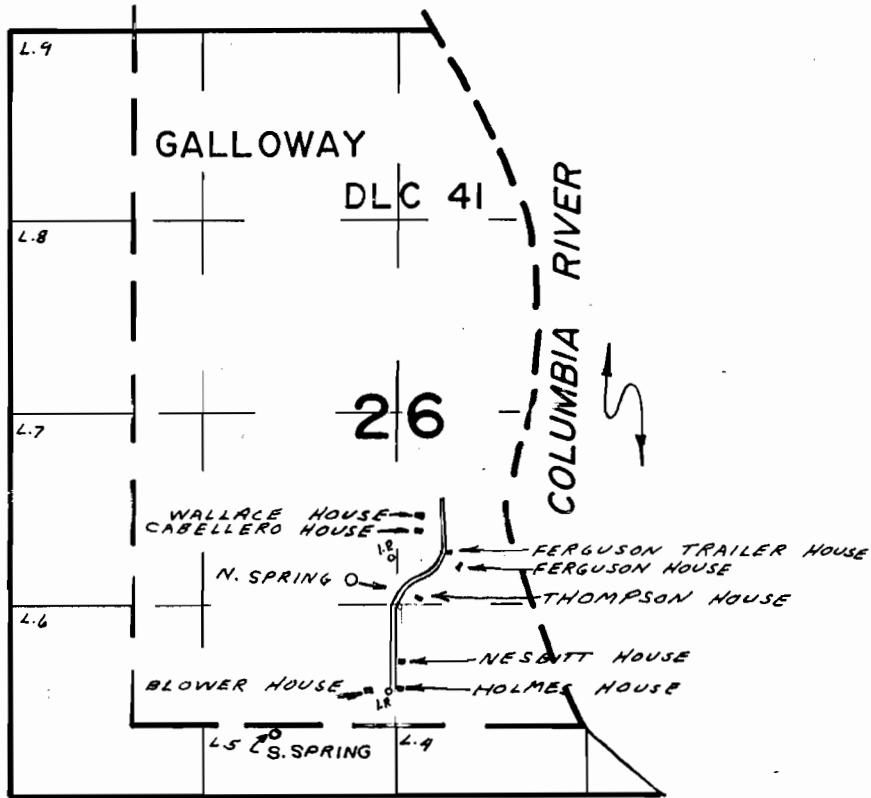 L.9
GALLOWAY
DLC 41
L.8
COLUMBIA RIVER
26
L.7
WALLACE HOUSE
CABELLERO HOUSE
I.P.
FERGUSON TRAILER HOUSE
FERGUSON HOUSE
N. SPRING
THOMPSON HOUSE
L.6
NESBITT HOUSE
BLOWER HOUSE
HOLMES HOUSE
L.5
S. SPRING
L.4